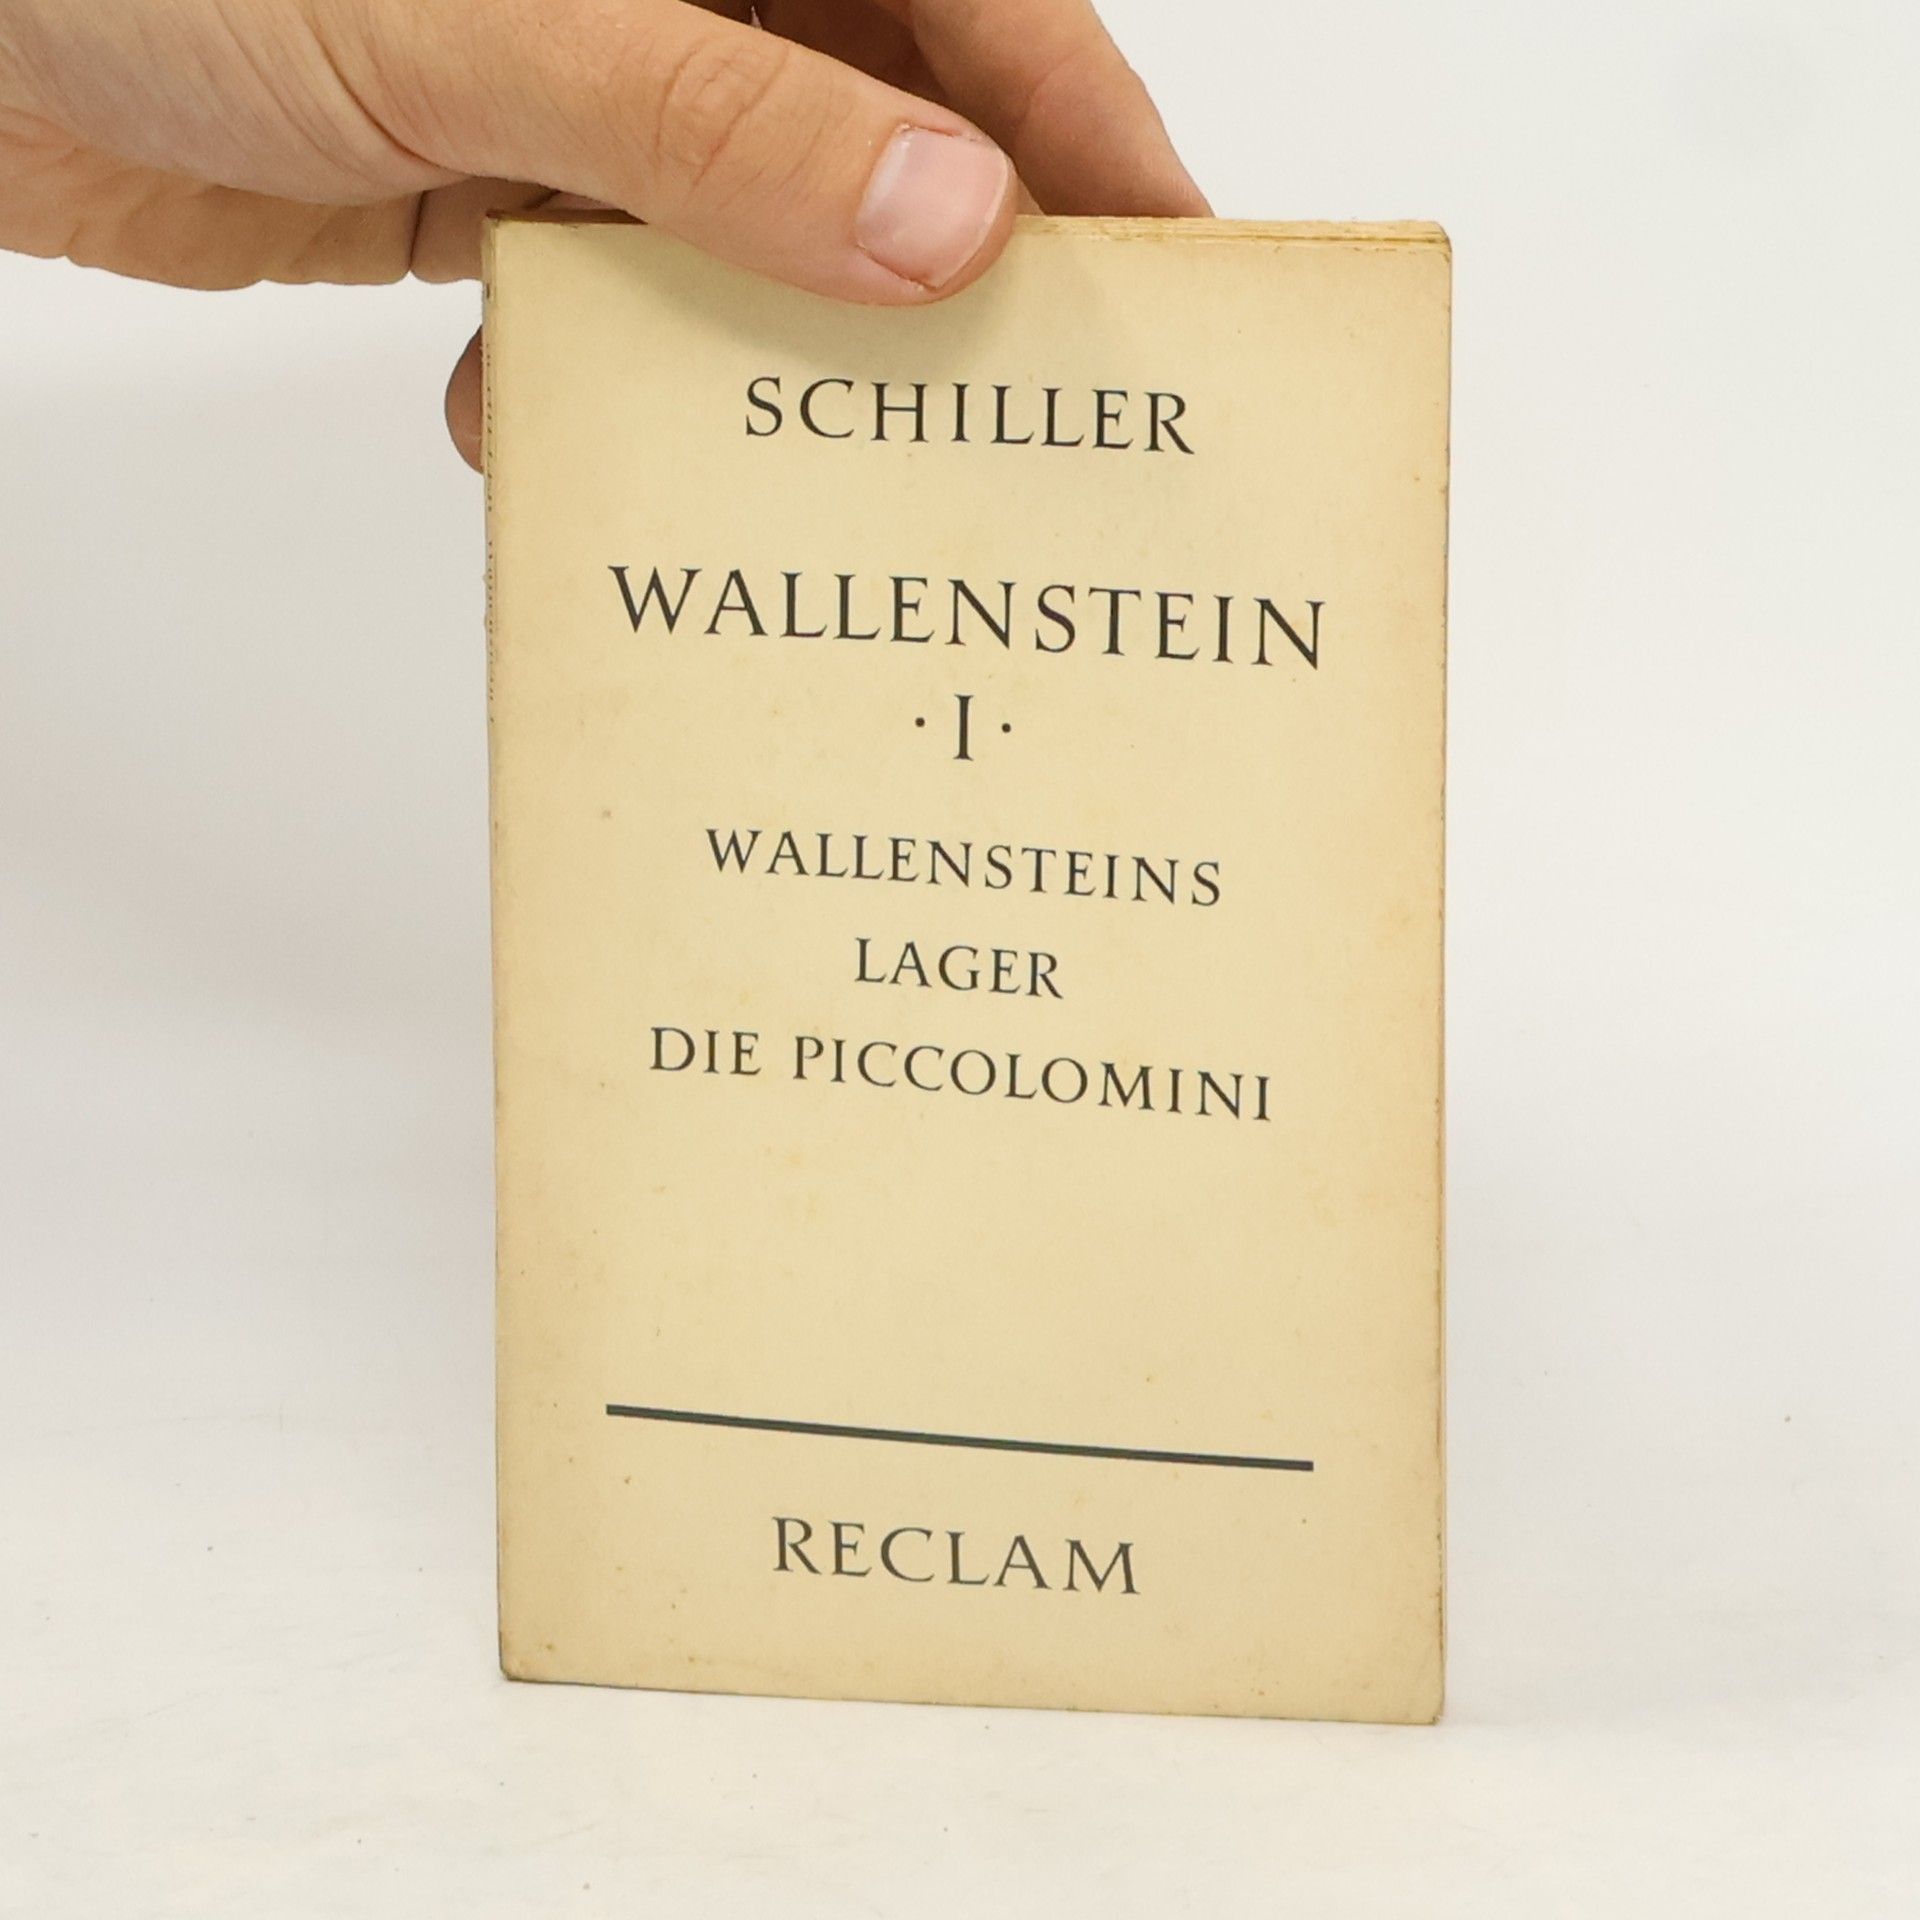 SCHILLER
WALLENSTEIN
· I ·
WALLENSTEINS
LAGER
DIE PICCOLOMINI
RECLAM